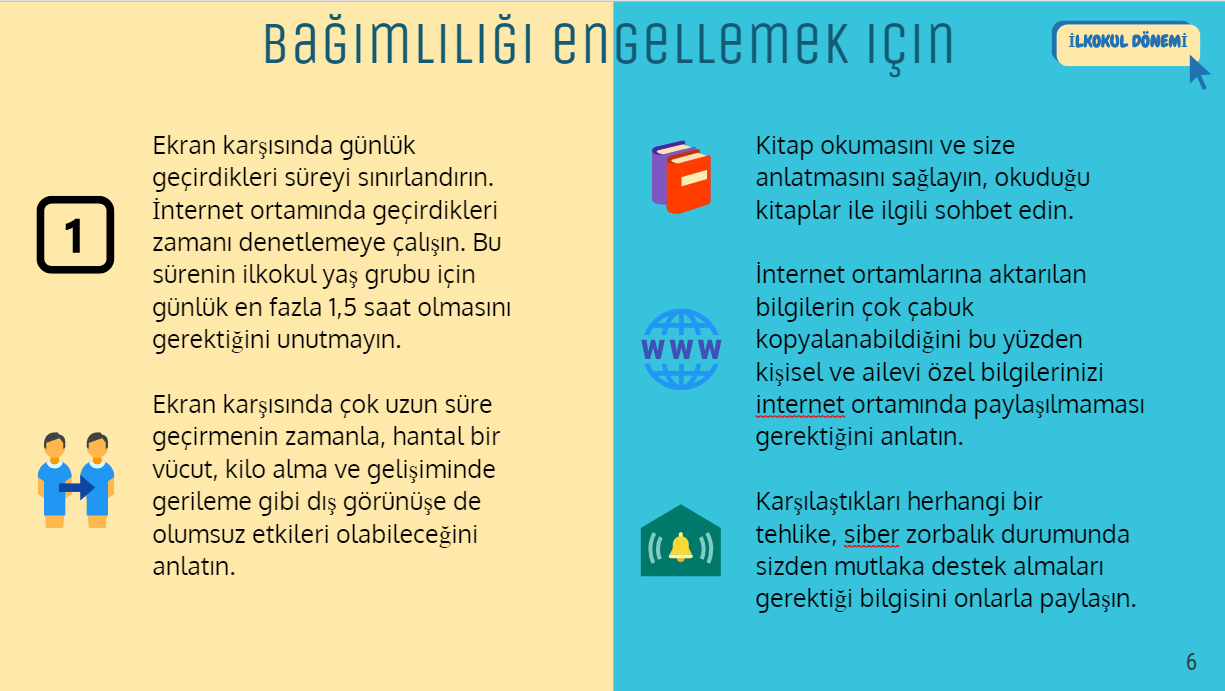 Bağımlılığı engellemek için
İLKOKUL DÖNEMİ
Ekran karşısında günlük
geçirdikleri süreyi sınırlandırın.
İnternet ortamında geçirdikleri
zamanı denetlemeye çalışın. Bu
sürenin ilkokul yaş grubu için
günlük en fazla 1,5 saat olmasını
gerektiğini unutmayın.
1
Ekran karşısında çok uzun süre
geçirmenin zamanla, hantal bir
vücut, kilo alma ve gelişiminde
gerileme gibi dış görünüşe de
olumsuz etkileri olabileceğini
anlatın.
Kitap okumasını ve size
anlatmasını sağlayın, okuduğu
kitaplar ile ilgili sohbet edin.
İnternet ortamlarına aktarılan
bilgilerin çok çabuk
kopyalanabildiğini bu yüzden
kişisel ve ailevi özel bilgilerinizi
internet ortamında paylaşılmaması
gerektiğini anlatın.
WWW
Karşılaştıkları herhangi bir
tehlike, siber zorbalık durumunda
sizden mutlaka destek almaları
gerektiği bilgisini onlarla paylaşın.
6